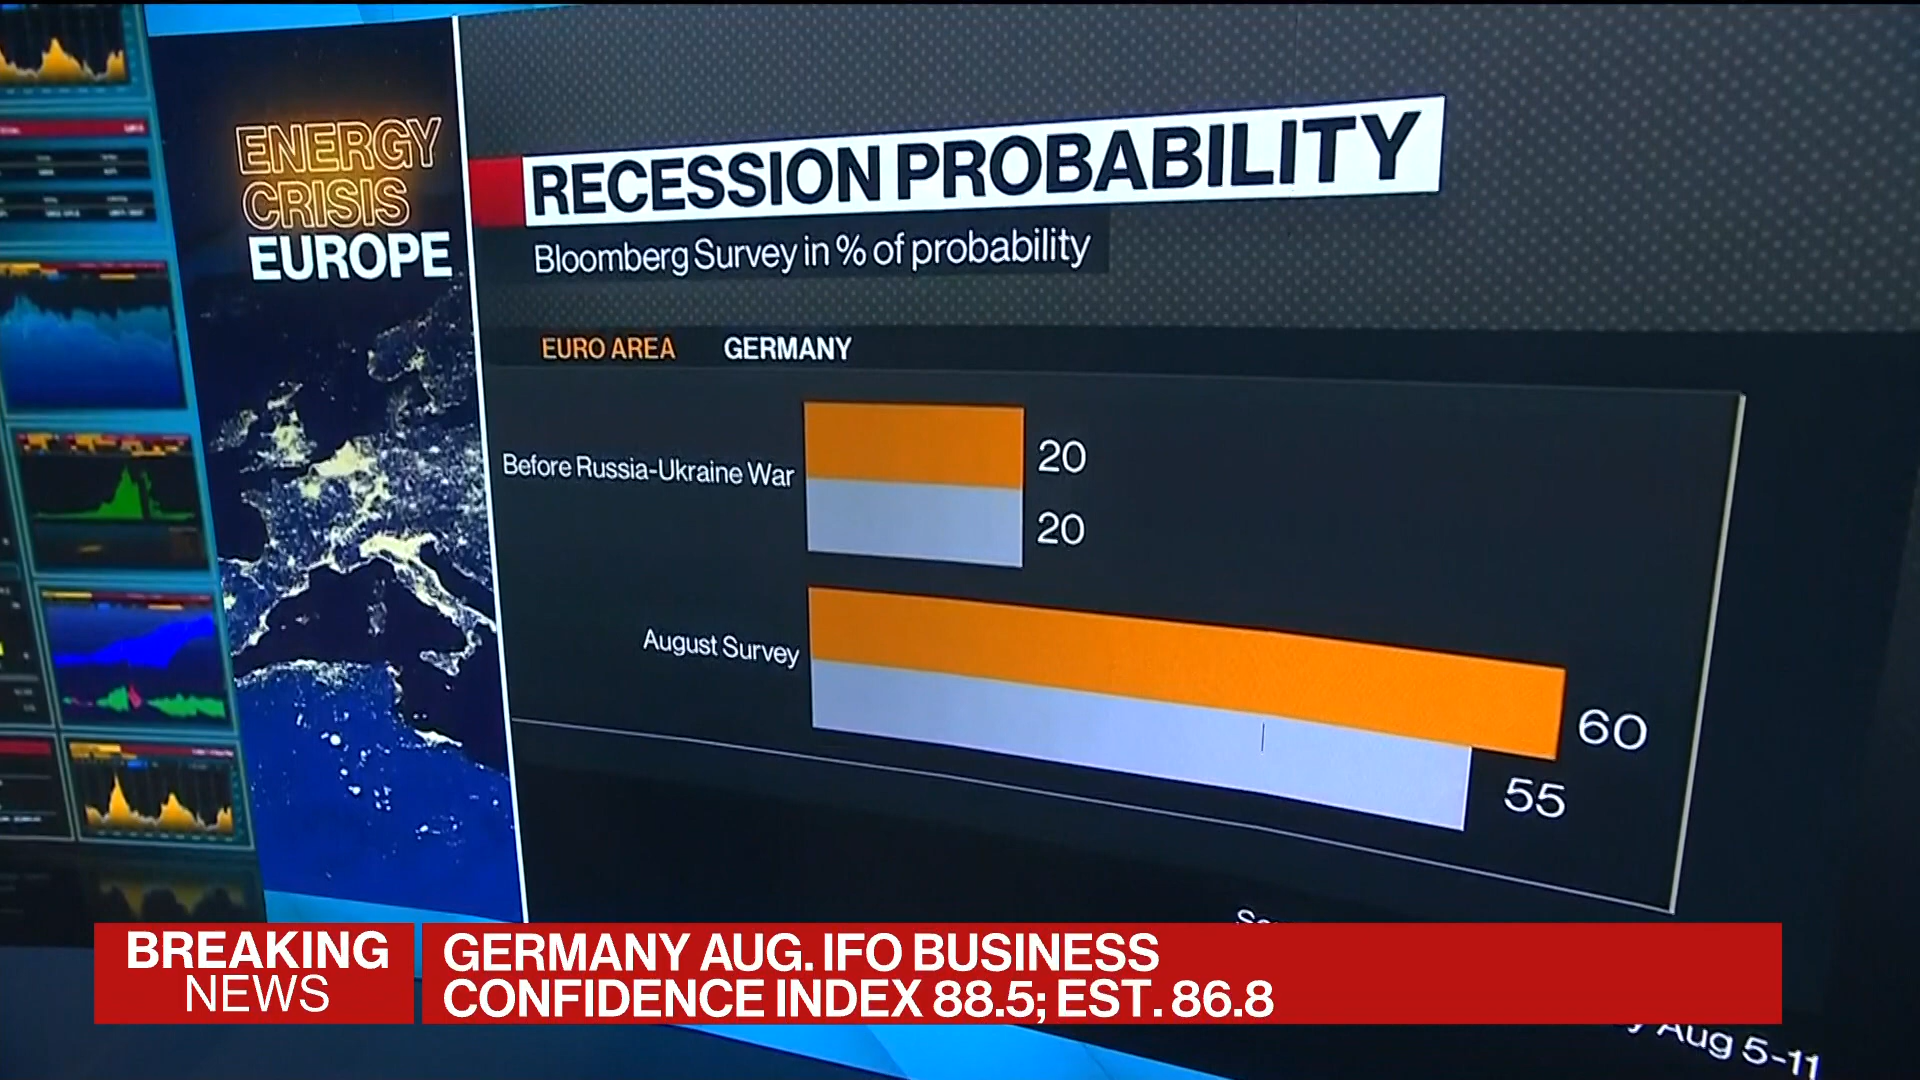 ENERGY
CRISIS
EUROPE
RECESSION PROBABILITY
Bloomberg Survey in % of probability
EURO AREA GERMANY
Before Russia-Ukraine War
20
20
August Survey
60
55
Aug 5-11
BREAKING
NEWS
GERMANY AUG. IFO BUSINESS
CONFIDENCE INDEX 88.5; EST. 86.8